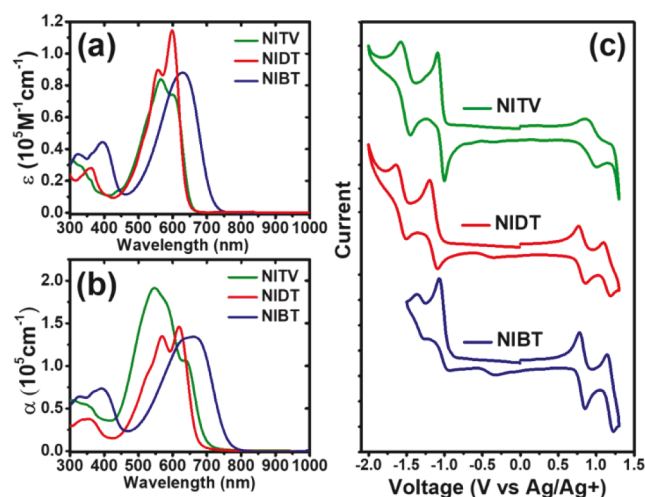 (a)
NITV
NIDT
NIBT
ε (10⁵M⁻¹cm⁻¹)
1.2
1.0
0.8
0.6
0.4
0.2
0.0
300 400 500 600 700 800 900 1000
Wavelength (nm)
(b)
NITV
NIDT
NIBT
α (10⁵cm⁻¹)
2.0
1.5
1.0
0.5
0.0
300 400 500 600 700 800 900 1000
Wavelength (nm)
(c)
NITV
NIDT
NIBT
Current
-2.0 -1.5 -1.0 -0.5 0.0 0.5 1.0 1.5
Voltage (V vs Ag/Ag+)